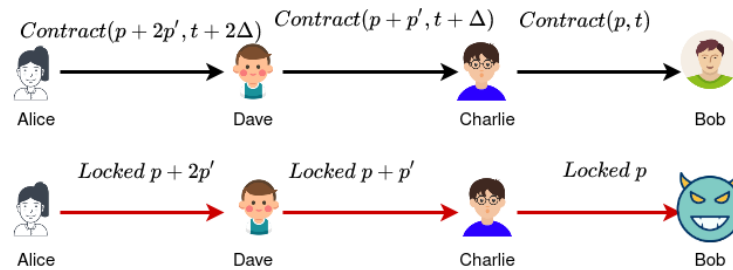 Contract(p + 2p′, t + 2Δ) Contract(p + p′, t + Δ) Contract(p, t)
Alice Dave Charlie Bob
Locked p + 2p′ Locked p + p′ Locked p
Alice Dave Charlie Bob